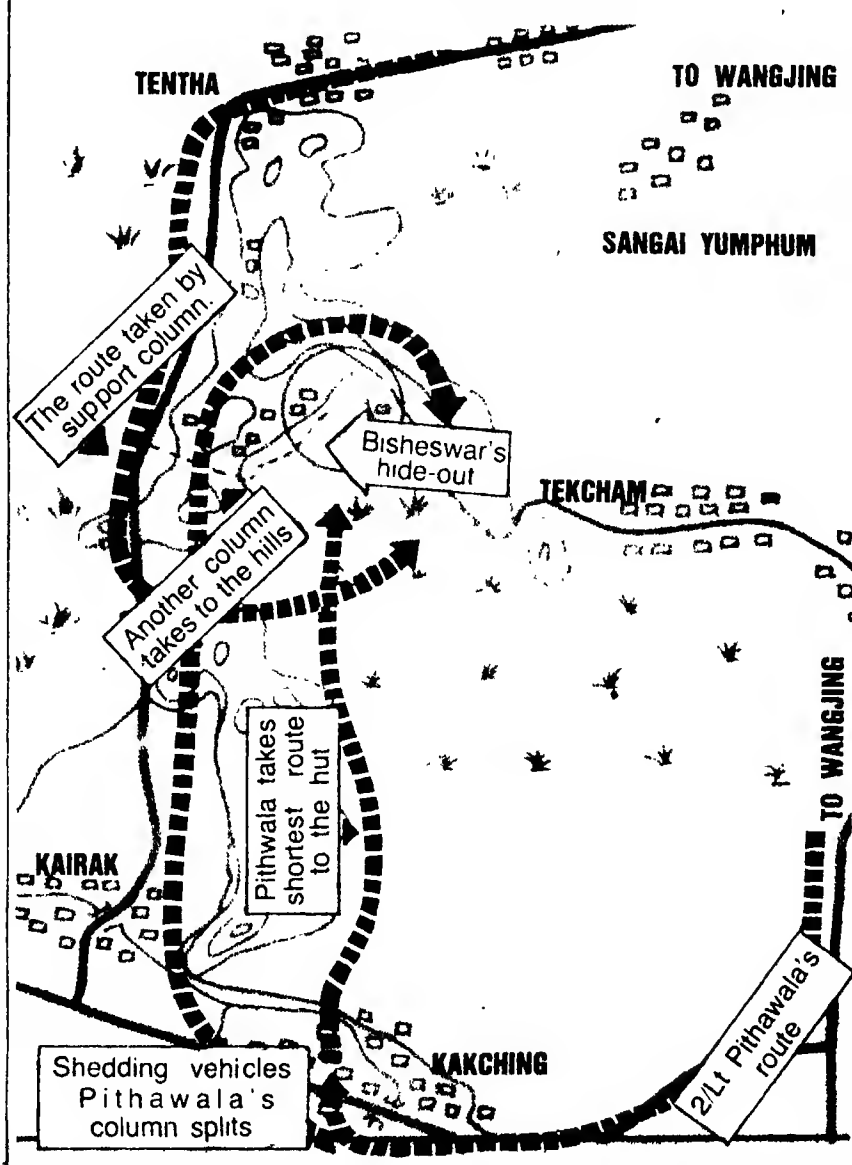 TENTHA
TO WANGJING
SANGAI YUMPHUM
The route taken by
support column.
Bisheswar's
hide-out
TEKCHAM
Another column
takes to the hills
TO WANGJING
Pithwala takes
shortest route
to the hut
KAIRAK
2/Lt Pithawala's
route
KAKCHING
Shedding vehicles
Pithawala's
column splits